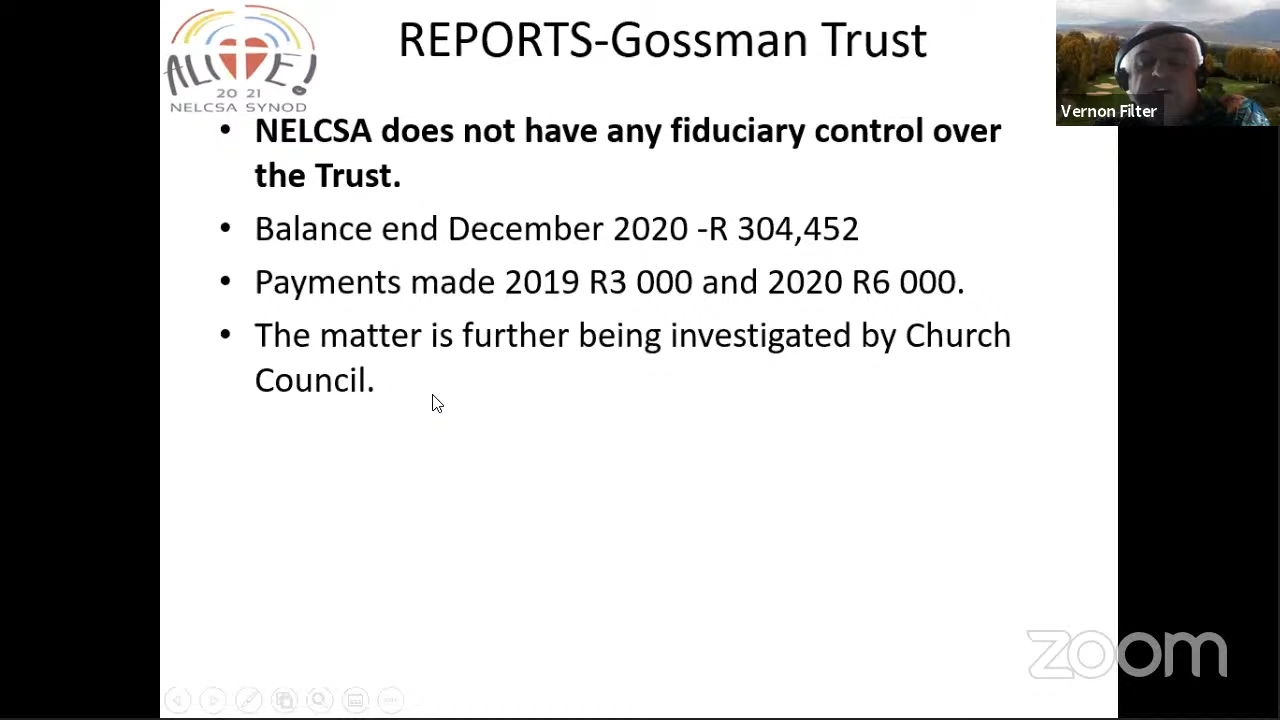 REPORTS-Gossman Trust
ALIVE!
20 21
NELCSA SYNOD
Vernon Filter
• NELCSA does not have any fiduciary control over
the Trust.
• Balance end December 2020 -R 304,452
• Payments made 2019 R3 000 and 2020 R6 000.
• The matter is further being investigated by Church
Council.
zoom